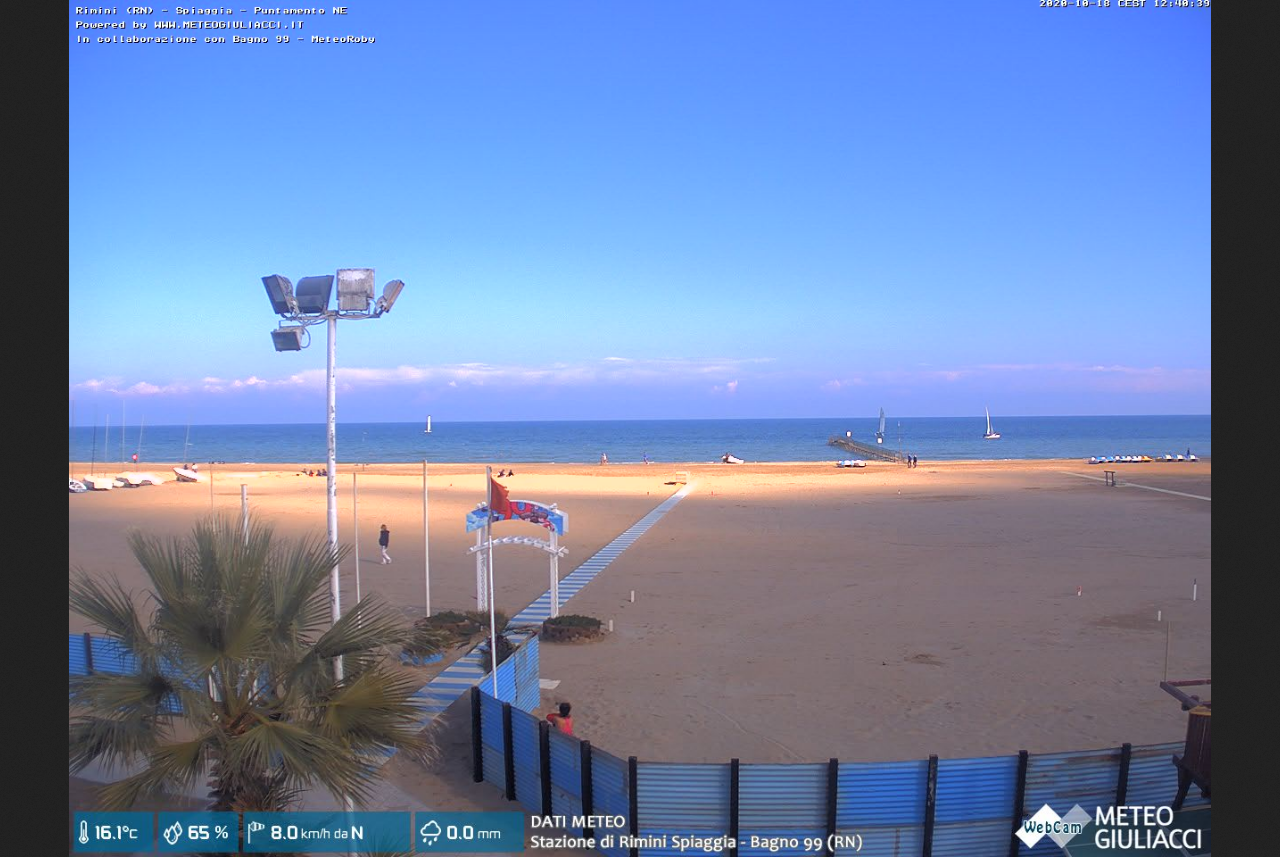 Rimini (RN) - Spiaggia - Puntamento NE
2020-10-18 CEST 12:40:39
Powered by WWW.METEOGIULIACCI.IT
In collaborazione con Bagno 99 - MeteoRoby
16.1°C
65 %
8.0 km/h da N
0.0 mm
DATI METEO
Stazione di Rimini Spiaggia - Bagno 99 (RN)
WebCam
METEO
GIULIACCI